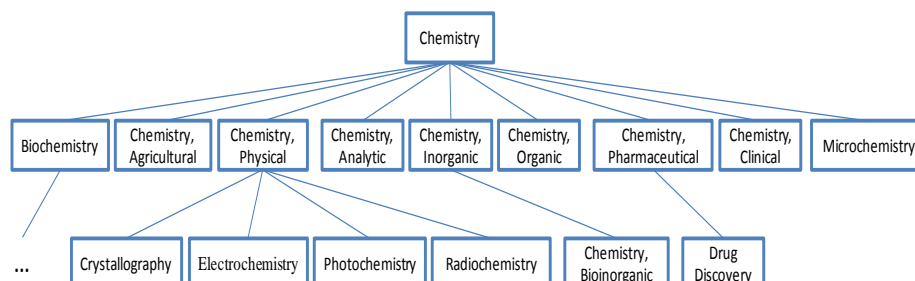 Chemistry
Biochemistry
Chemistry,
Agricultural
Chemistry,
Physical
Chemistry,
Analytic
Chemistry,
Inorganic
Chemistry,
Organic
Chemistry,
Pharmaceutical
Chemistry,
Clinical
Microchemistry
...
Crystallography
Electrochemistry
Photochemistry
Radiochemistry
Chemistry,
Bioinorganic
Drug
Discovery